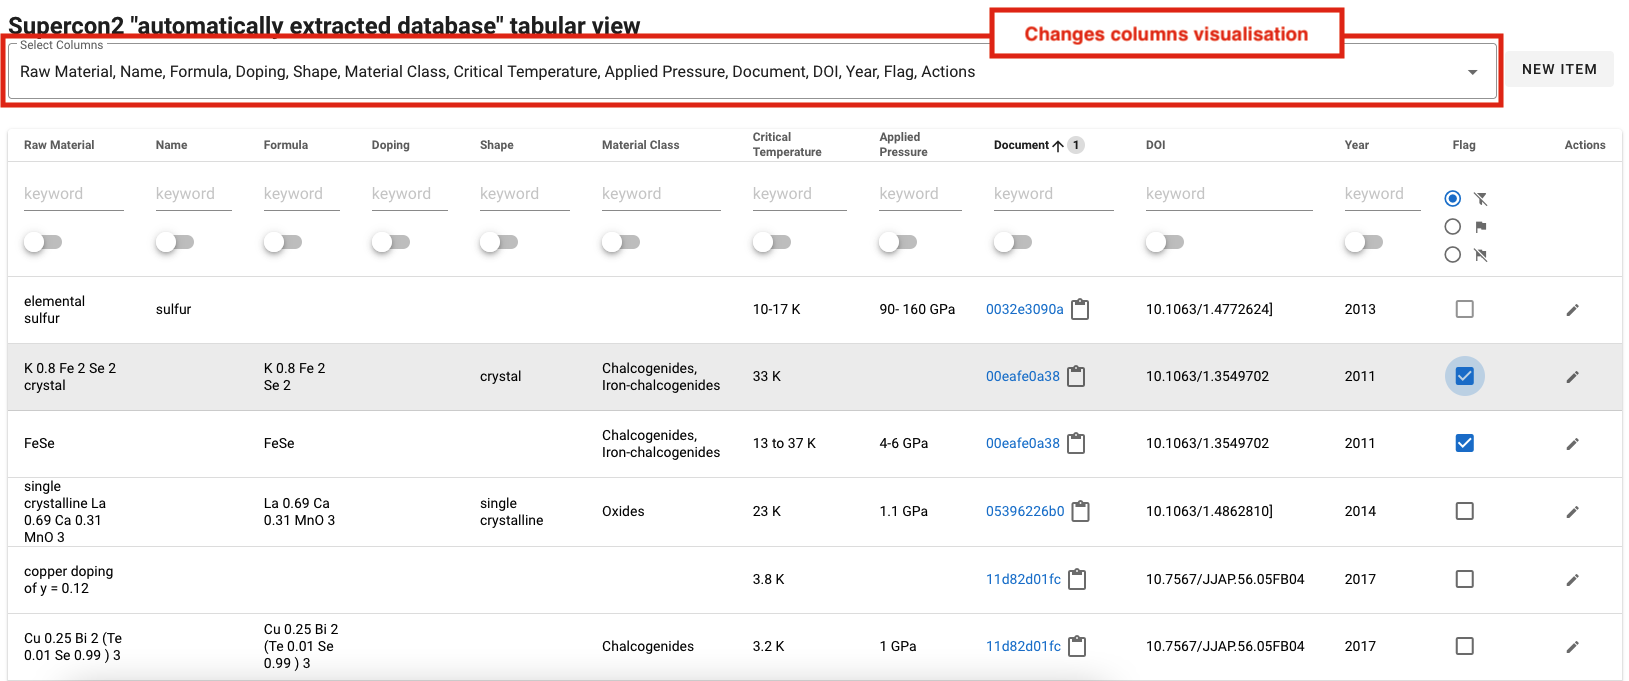 Supercon2 "automatically extracted database" tabular view
Changes columns visualisation
Select Columns
Raw Material, Name, Formula, Doping, Shape, Material Class, Critical Temperature, Applied Pressure, Document, DOI, Year, Flag, Actions
NEW ITEM
Raw Material Name Formula Doping Shape Material Class Critical Temperature Applied Pressure Document 1 DOI Year Flag Actions
keyword keyword keyword keyword keyword keyword keyword keyword keyword keyword keyword
elemental
sulfur
sulfur
10-17 K
90- 160 GPa
0032e3090a
10.1063/1.4772624]
2013
K 0.8 Fe 2 Se 2
crystal
K 0.8 Fe 2
Se 2
crystal
Chalcogenides,
Iron-chalcogenides
33 K
00eafe0a38
10.1063/1.3549702
2011
FeSe
FeSe
Chalcogenides,
Iron-chalcogenides
13 to 37 K
4-6 GPa
00eafe0a38
10.1063/1.3549702
2011
single
crystalline La
0.69 Ca 0.31
MnO 3
La 0.69 Ca
0.31 MnO 3
single
crystalline
Oxides
23 K
1.1 GPa
05396226b0
10.1063/1.4862810]
2014
copper doping
of y = 0.12
3.8 K
11d82d01fc
10.7567/JJAP.56.05FB04
2017
Cu 0.25 Bi 2 (Te
0.01 Se 0.99 ) 3
Cu 0.25 Bi 2
(Te 0.01 Se
0.99 ) 3
Chalcogenides
3.2 K
1 GPa
11d82d01fc
10.7567/JJAP.56.05FB04
2017